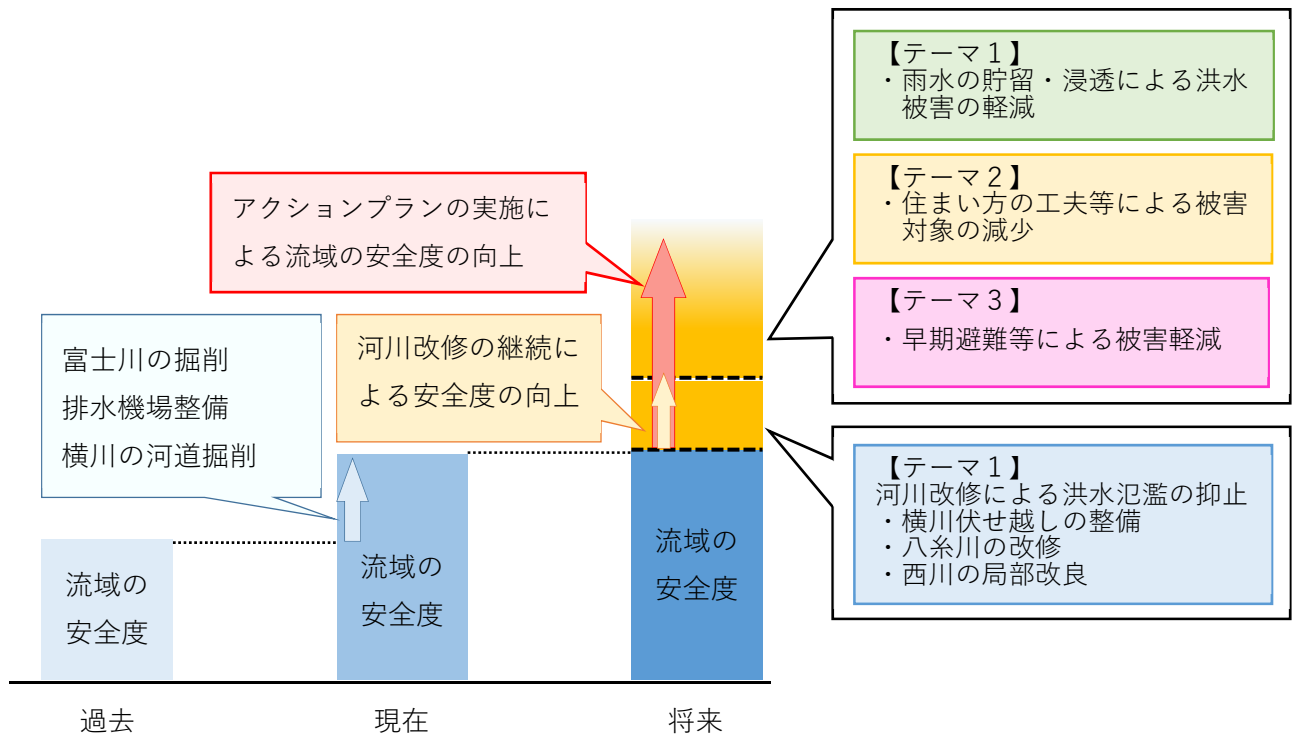 【テーマ１】
・雨水の貯留・浸透による洪水
被害の軽減
【テーマ２】
・住まい方の工夫等による被害
対象の減少
【テーマ３】
・早期避難等による被害軽減
アクションプランの実施に
よる流域の安全度の向上
富士川の掘削
排水機場整備
横川の河道掘削
河川改修の継続に
よる安全度の向上
【テーマ１】
河川改修による洪水氾濫の抑止
・横川伏せ越しの整備
・八糸川の改修
・西川の局部改良
流域の
安全度
流域の
安全度
流域の
安全度
過去
現在
将来